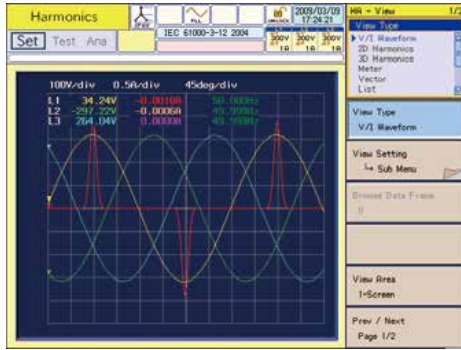 Harmonics
UNLOCK
2009/03/09
17:24:21
Set Test Ana
IEC 61000-3-12 2004
300V 300V 300V
1A 1A 1A
100V/div 0.5A/div 45deg/div
L1 34.24V -0.0016A
L2 -297.22V -0.0006A 49.999Hz
L3 264.04V 0.0000A 49.999Hz
HA - View 1/2
View Type
V/I Waveform
2D Harmonics
3D Harmonics
Meter
Vector
List
View Type
V/I Waveform
View Setting
Sub Menu
Browsed Data Frame
0
View Area
1-Screen
Prev / Next
Page 1/2